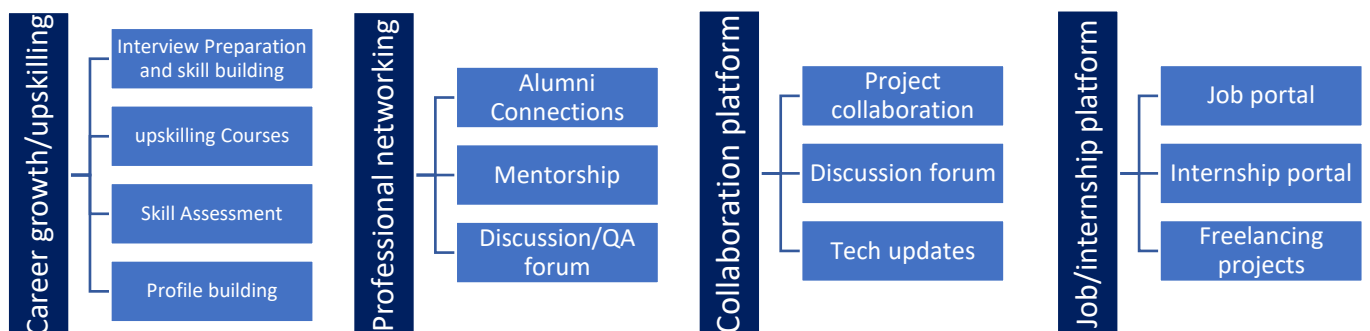 Career growth/upskilling
Interview Preparation
and skill building
upskilling Courses
Skill Assessment
Profile building
Professional networking
Alumni
Connections
Mentorship
Discussion/QA
forum
Collaboration platform
Project
collaboration
Discussion forum
Tech updates
Job/internship platform
Job portal
Internship portal
Freelancing
projects